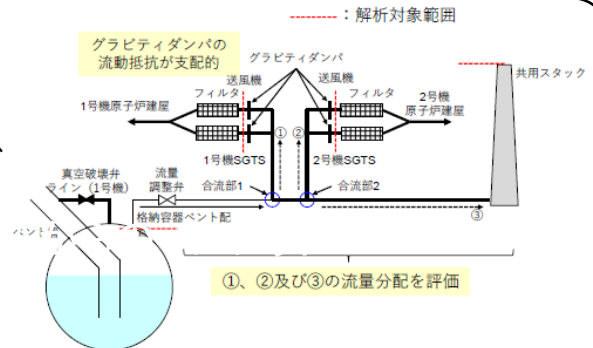 ：解析対象範囲
グラビティダンパの
流動抵抗が支配的
グラビティダンパ
送風機
送風機
フィルタ
フィルタ
共用スタック
1号機原子炉建屋
2号機
原子炉建屋
①
②
1号機SGTS
2号機SGTS
真空破壊弁
ライン（1号機）
流量
調整弁
合流部1
合流部2
格納容器ベント配
③
ベント
①、②及び③の流量分配を評価